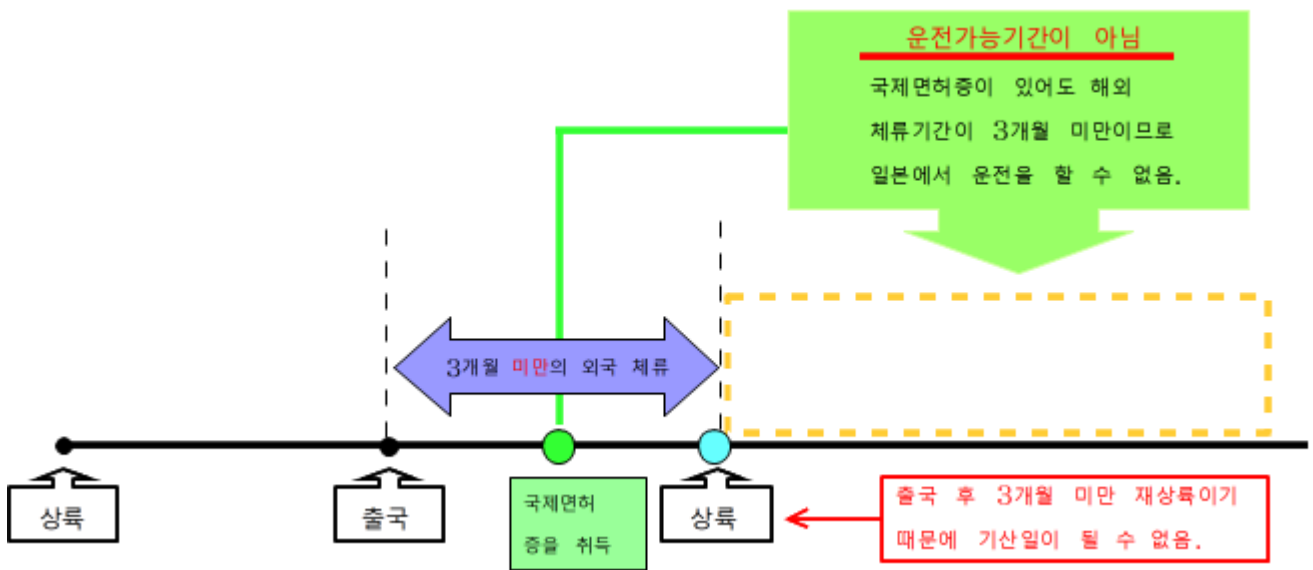 운전가능기간이 아님
국제면허증이 있어도 해외
체류기간이 3개월 미만이므로
일본에서 운전을 할 수 없음.
3개월 미만의 외국 체류
상륙
출국
국제면허
증을 취득
상륙
출국 후 3개월 미만 재상륙이기
때문에 기산일이 될 수 없음.